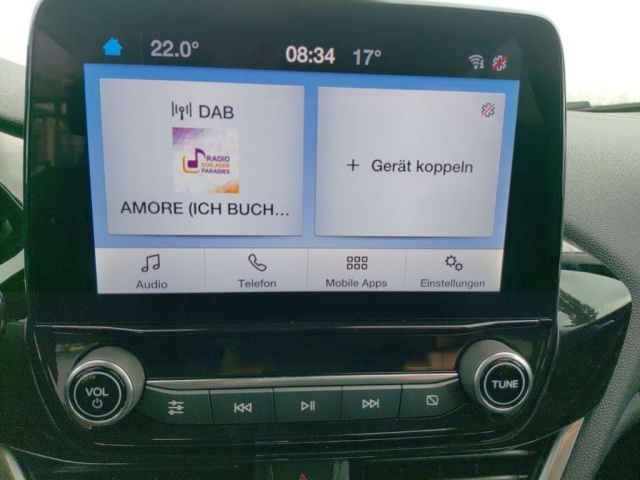 22.0° 08:34 17°
DAB
RADIO
SCHLAGER
PARADIES
AMORE (ICH BUCH...
+ Gerät koppeln
Audio Telefon Mobile Apps Einstellungen
VOL TUNE